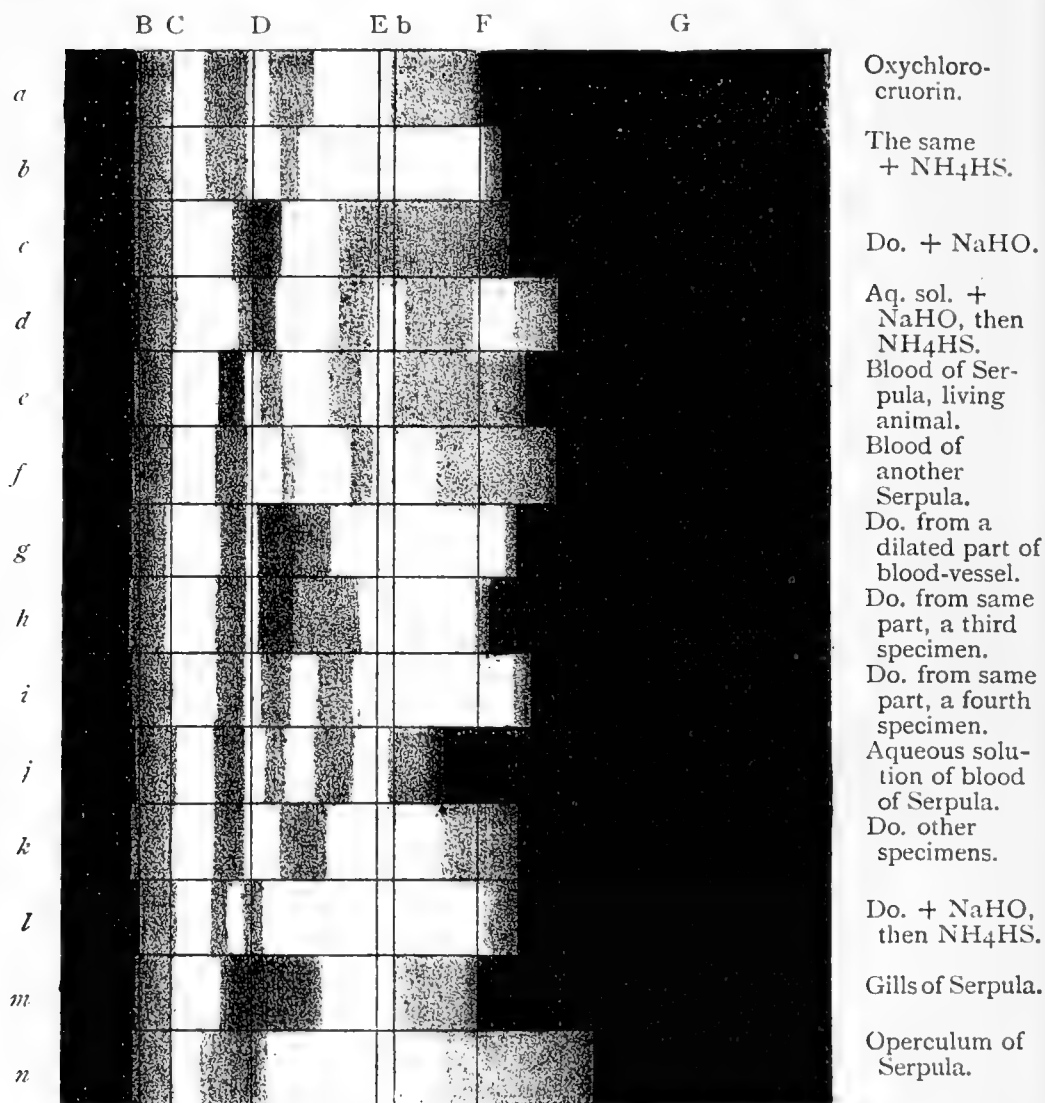 B C D E b F G
a
Oxychloro-
cruorin.
b
The same
+ NH4HS.
c
Do. + NaHO.
d
Aq. sol. +
NaHO, then
NH4HS.
e
Blood of Ser-
pula, living
animal.
f
Blood of
another
Serpula.
g
Do. from a
dilated part of
blood-vessel.
h
Do. from same
part, a third
specimen.
i
Do. from same
part, a fourth
specimen.
j
Aqueous solu-
tion of blood
of Serpula.
k
Do. other
specimens.
l
Do. + NaHO,
then NH4HS.
m
Gills of Serpula.
n
Operculum of
Serpula.